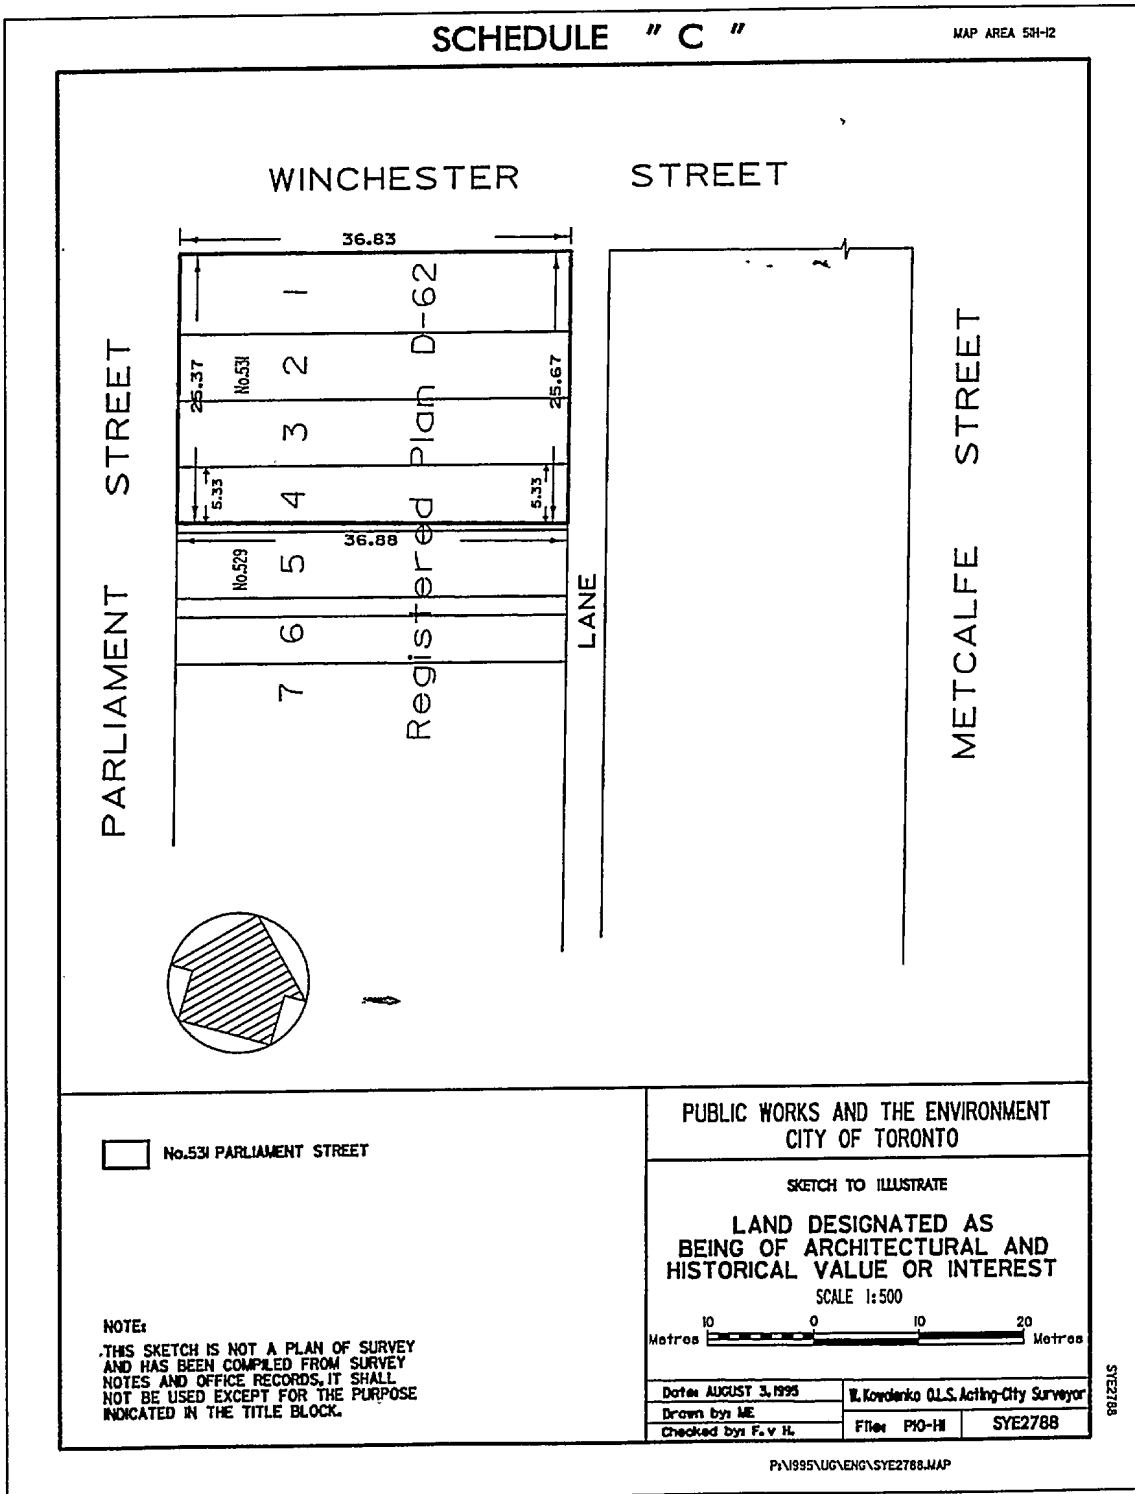 SCHEDULE " C "
MAP AREA 51H-12
WINCHESTER STREET
36.83
1
2
3
4
5
6
7
Registered Plan D-62
No.531
25.37
25.67
5.33
5.33
36.88
No.529
PARLIAMENT STREET
LANE
METCALFE STREET
No.531 PARLIAMENT STREET
NOTE:
THIS SKETCH IS NOT A PLAN OF SURVEY
AND HAS BEEN COMPILED FROM SURVEY
NOTES AND OFFICE RECORDS. IT SHALL
NOT BE USED EXCEPT FOR THE PURPOSE
INDICATED IN THE TITLE BLOCK.
PUBLIC WORKS AND THE ENVIRONMENT
CITY OF TORONTO
SKETCH TO ILLUSTRATE
LAND DESIGNATED AS
BEING OF ARCHITECTURAL AND
HISTORICAL VALUE OR INTEREST
SCALE 1:500
10 0 10 20
Metres Metres
Date: AUGUST 3, 1995
W. Kowalenko O.L.S. Acting-City Surveyor
Drawn by: ME
Checked by: F. v H.
File: P10-H1
SYE2788
SYE2788
P:\1995\UG\ENG\SYE2788.MAP